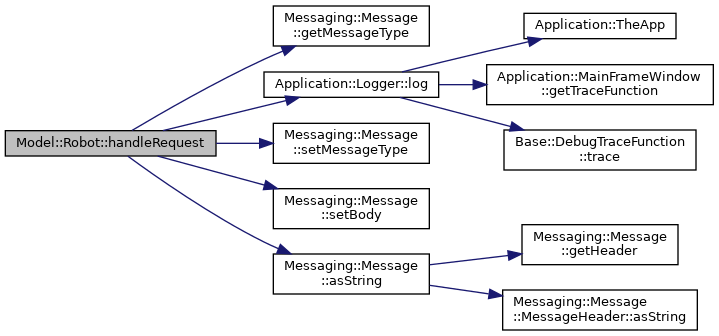 Model::Robot::handleRequest
Messaging::Message
::getMessageType
Application::Logger::log
Messaging::Message
::setMessageType
Messaging::Message
::setBody
Messaging::Message
::asString
Application::TheApp
Application::MainFrameWindow
::getTraceFunction
Base::DebugTraceFunction
::trace
Messaging::Message
::getHeader
Messaging::Message
::MessageHeader::asString